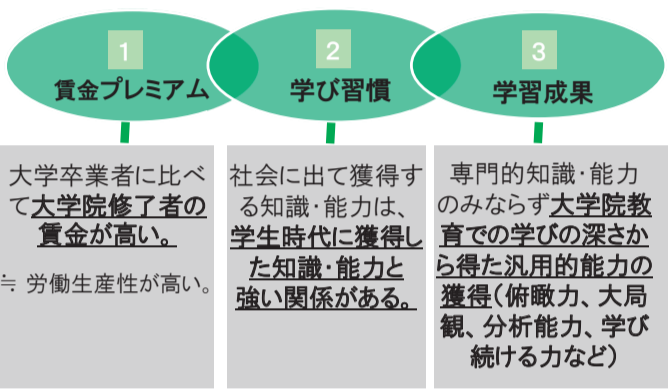 1
賃金プレミアム
大学卒業者に比べ
て大学院修了者の
賃金が高い。
≒ 労働生産性が高い。
2
学び習慣
社会に出て獲得す
る知識・能力は、
学生時代に獲得し
た知識・能力と
強い関係がある。
3
学習成果
専門的知識・能力
のみならず大学院教
育での学びの深さか
ら得た汎用的能力の
獲得(俯瞰力、大局
観、分析能力、学び
続ける力など)